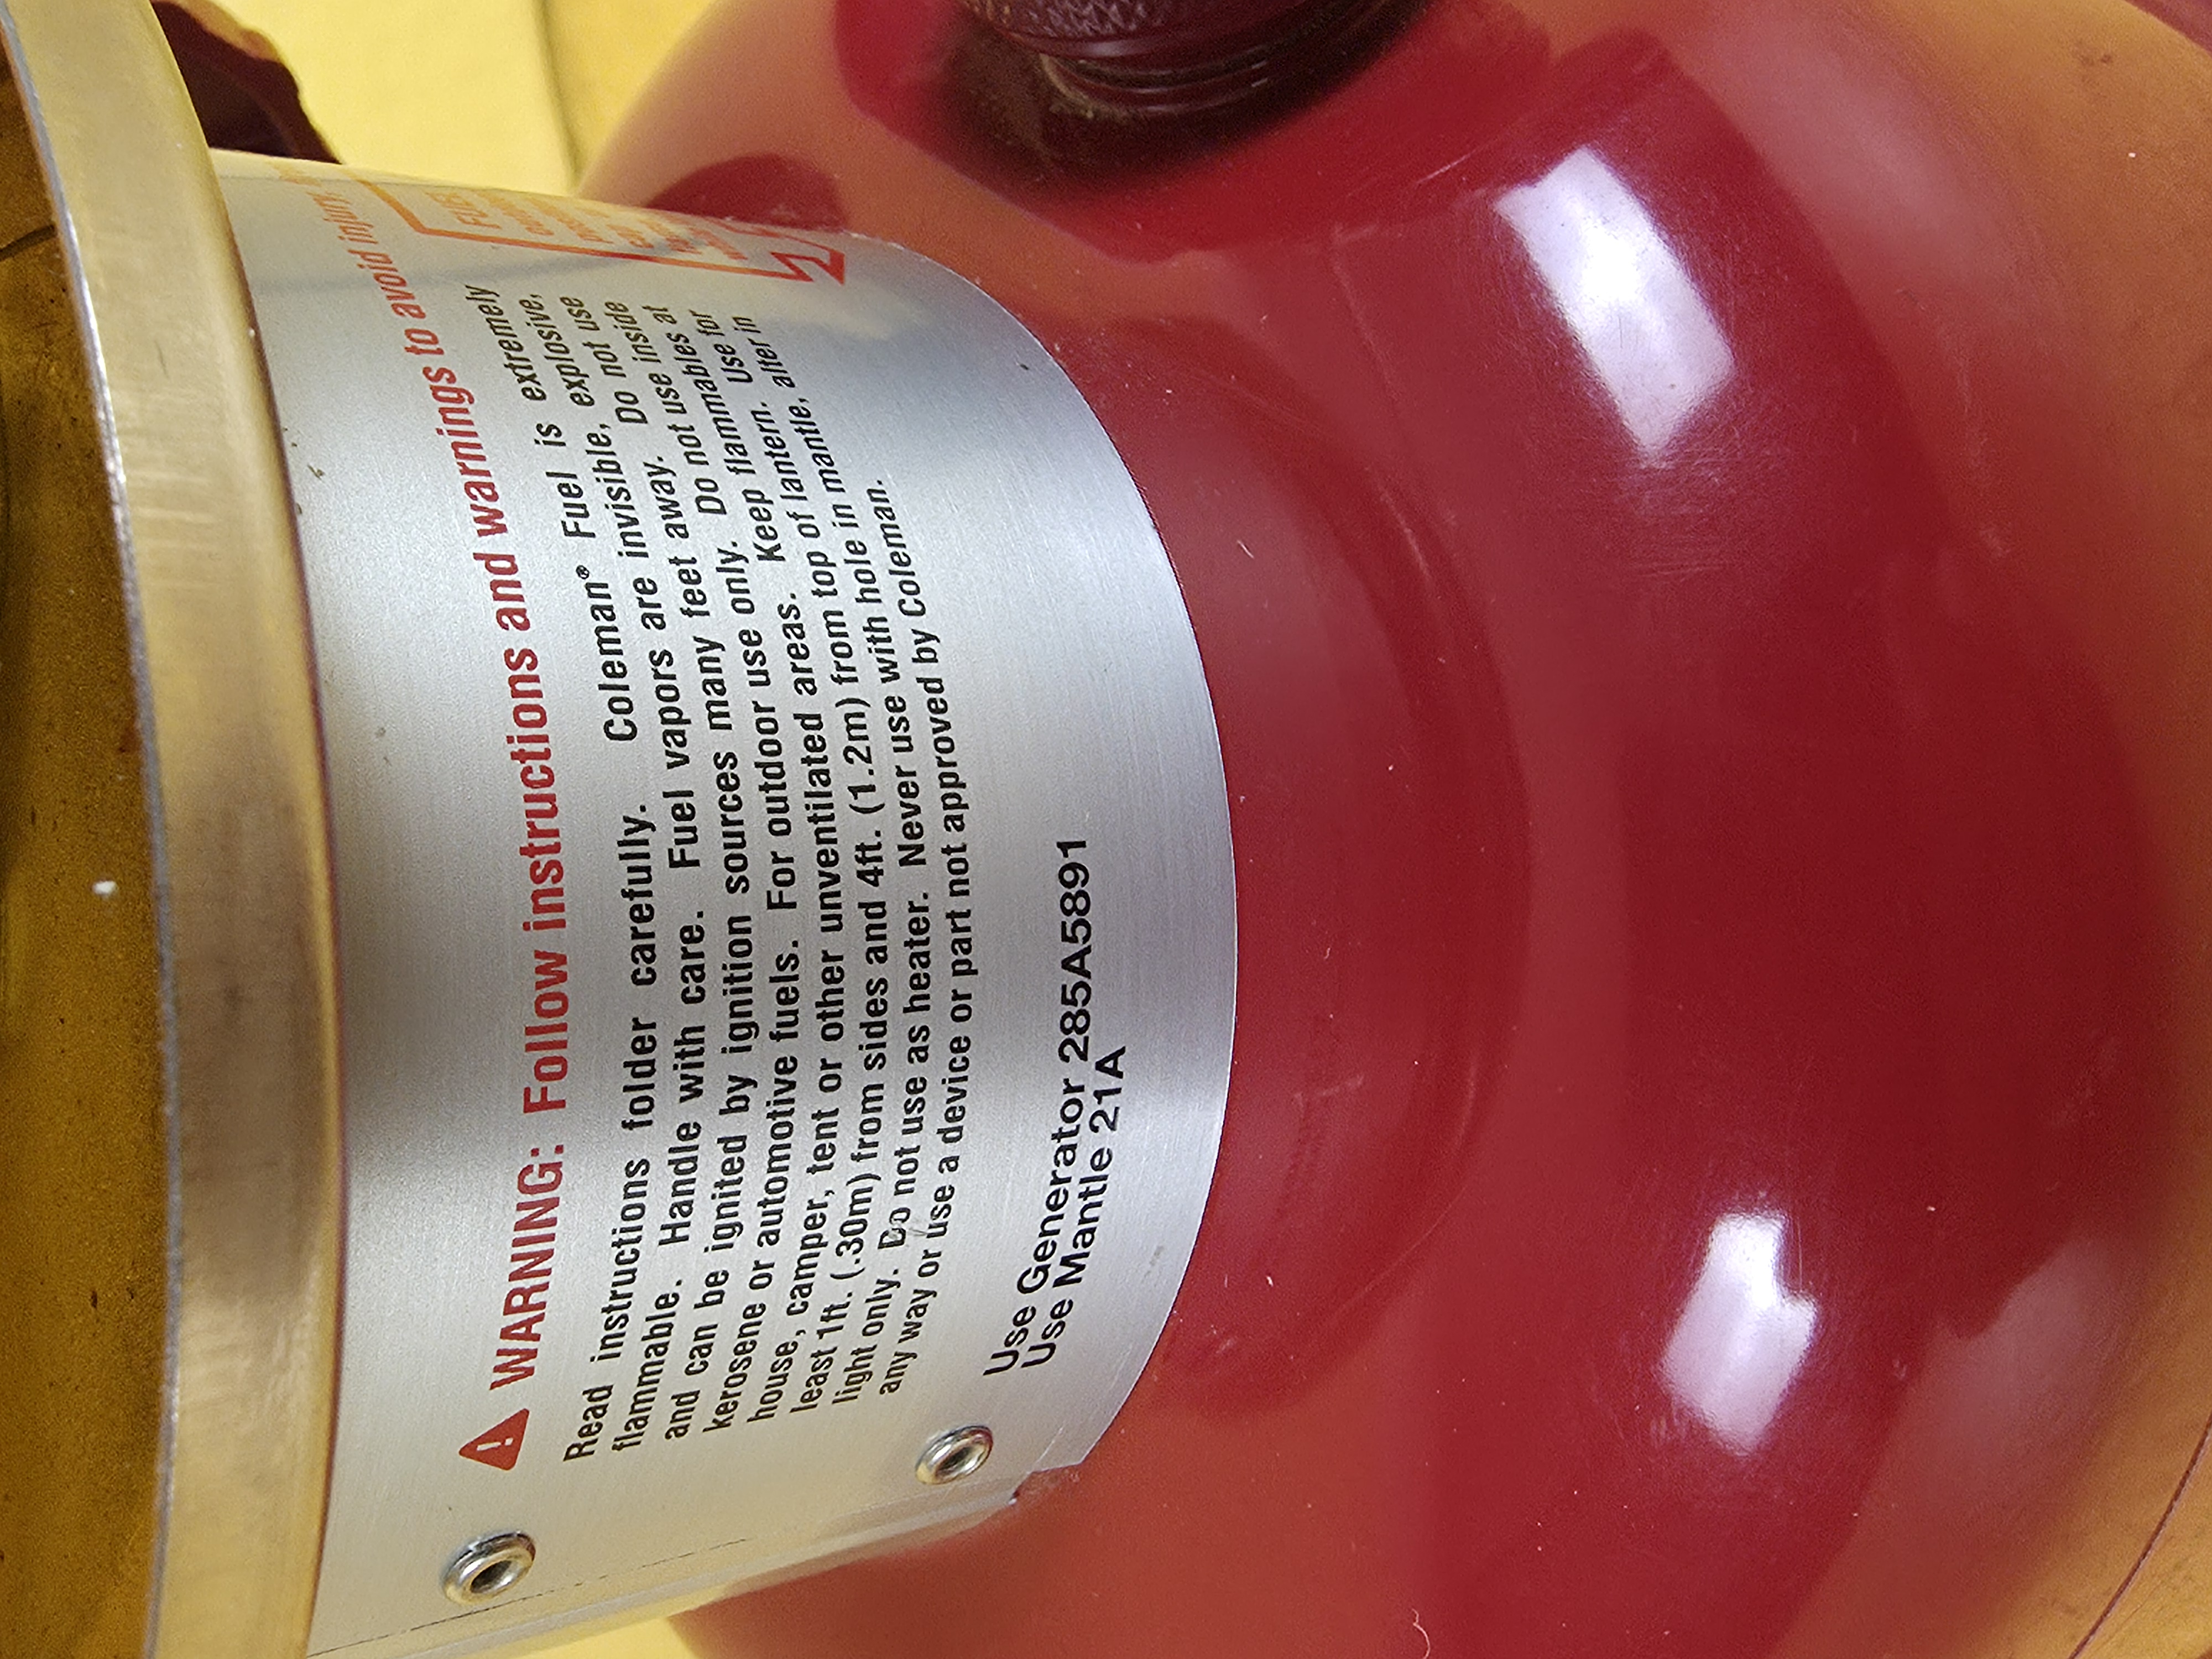 WARNING: Follow instructions and warnings to avoid injury
Read instructions folder carefully. Coleman® Fuel is extremely
flammable. Handle with care. Fuel vapors are invisible, explosive,
and can be ignited by ignition sources many feet away. Do not use
kerosene or automotive fuels. For outdoor use only. Do not use inside
house, camper, tent or other unventilated areas. Keep flammables at
least 1ft. (.30m) from sides and 4ft. (1.2m) from top of lantern. Use for
light only. Do not use as heater. Never use with hole in mantle, alter in
any way or use a device or part not approved by Coleman.
Use Generator 285A5891
Use Mantle 21A
FUEL